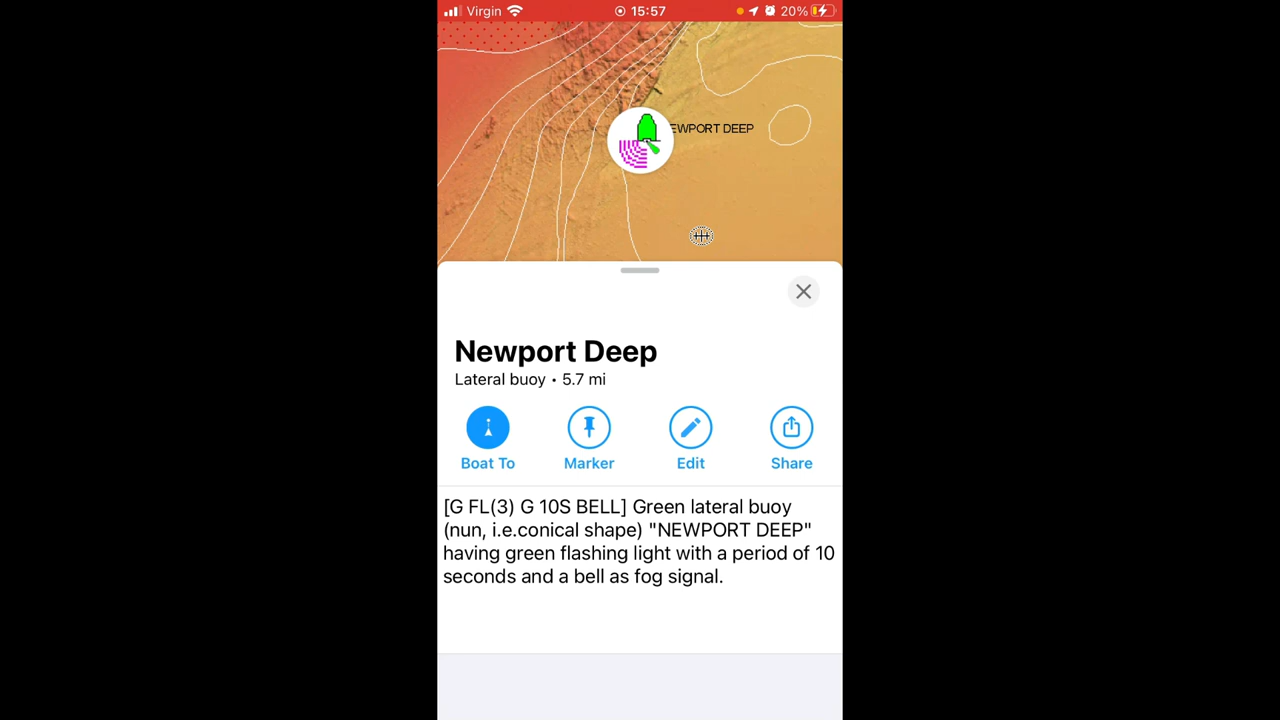 Virgin 15:57 20%
EWPORT DEEP
Newport Deep
Lateral buoy • 5.7 mi
Boat To Marker Edit Share
[G FL(3) G 10S BELL] Green lateral buoy
(nun, i.e.conical shape) "NEWPORT DEEP"
having green flashing light with a period of 10
seconds and a bell as fog signal.